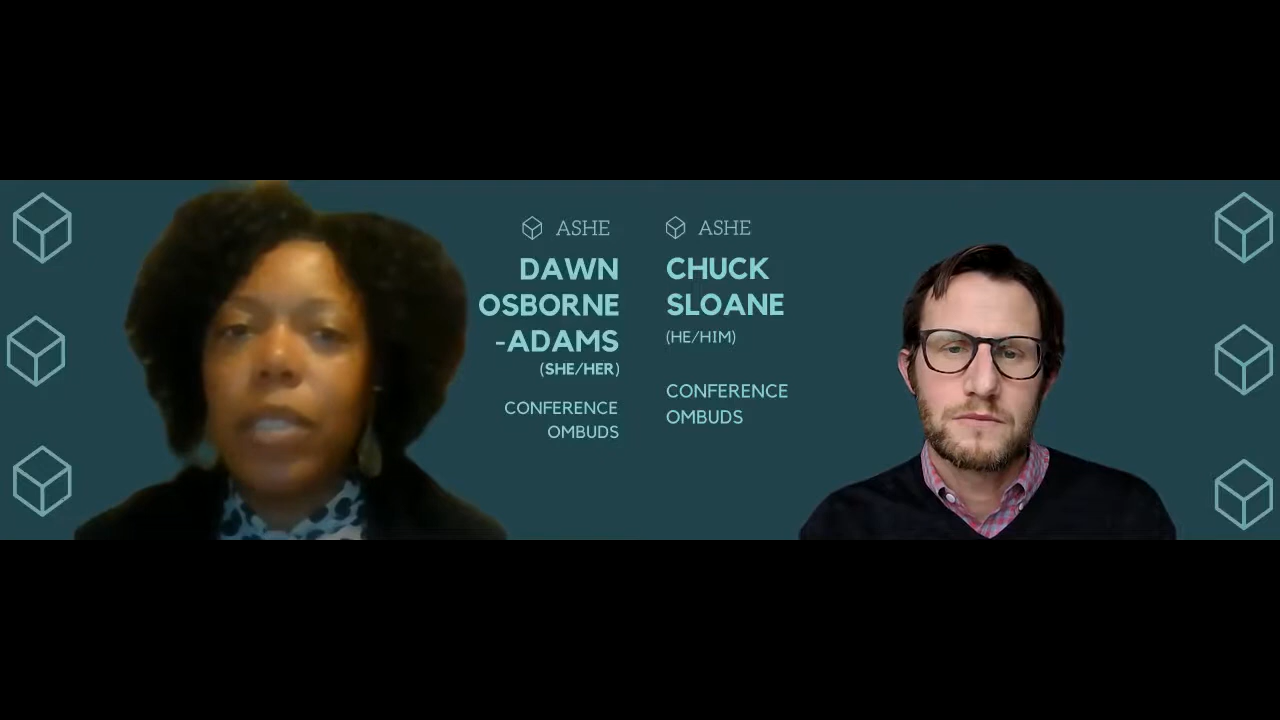 ASHE
DAWN
OSBORNE
-ADAMS
(SHE/HER)
CONFERENCE
OMBUDS
ASHE
CHUCK
SLOANE
(HE/HIM)
CONFERENCE
OMBUDS